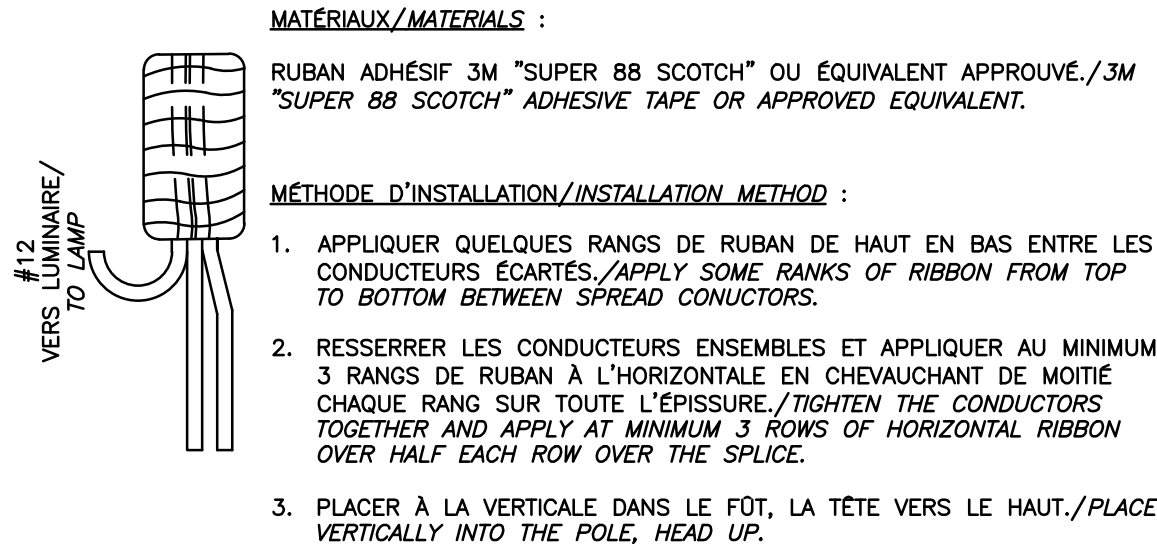 MATÉRIAUX/MATERIALS :
RUBAN ADHÉSIF 3M "SUPER 88 SCOTCH" OU ÉQUIVALENT APPROUVÉ./3M
"SUPER 88 SCOTCH" ADHESIVE TAPE OR APPROVED EQUIVALENT.
#12
VERS LUMINAIRE/
TO LAMP
MÉTHODE D'INSTALLATION/INSTALLATION METHOD :
1. APPLIQUER QUELQUES RANGS DE RUBAN DE HAUT EN BAS ENTRE LES
CONDUCTEURS ÉCARTÉS./APPLY SOME RANKS OF RIBBON FROM TOP
TO BOTTOM BETWEEN SPREAD CONUCTORS.
2. RESSERRER LES CONDUCTEURS ENSEMBLES ET APPLIQUER AU MINIMUM
3 RANGS DE RUBAN À L'HORIZONTALE EN CHEVAUCHANT DE MOITIÉ
CHAQUE RANG SUR TOUTE L'ÉPISSURE./TIGHTEN THE CONDUCTORS
TOGETHER AND APPLY AT MINIMUM 3 ROWS OF HORIZONTAL RIBBON
OVER HALF EACH ROW OVER THE SPLICE.
3. PLACER À LA VERTICALE DANS LE FÛT, LA TÊTE VERS LE HAUT./PLACE
VERTICALLY INTO THE POLE, HEAD UP.